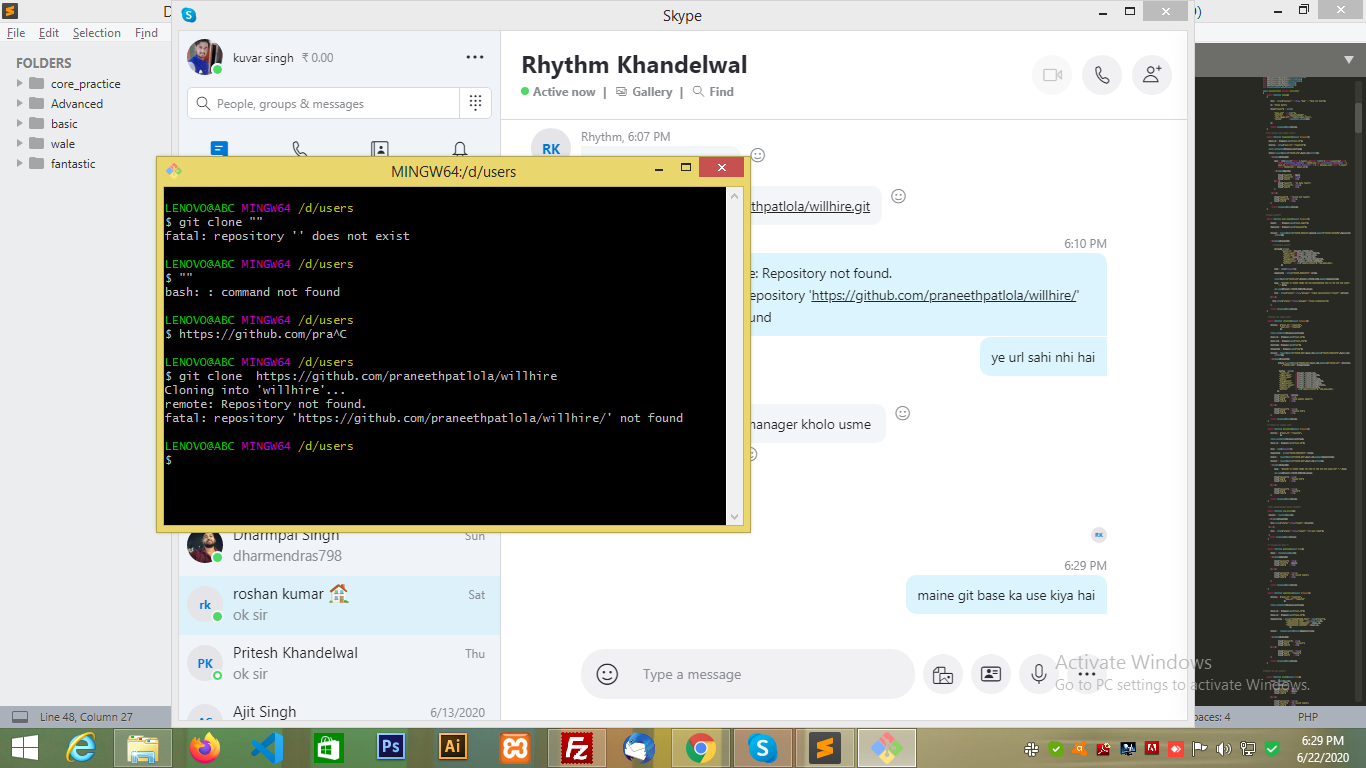 Skype
File Edit Selection Find
FOLDERS
core_practice
Advanced
basic
wale
fantastic
kuvar singh ₹ 0.00
People, groups & messages
Rhythm Khandelwal
Active now | Gallery | Find
RK
Rhythm, 6:07 PM
MINGW64:/d/users
LENOVO@ABC MINGW64 /d/users
$ git clone ""
fatal: repository '' does not exist
LENOVO@ABC MINGW64 /d/users
$ ""
bash: : command not found
LENOVO@ABC MINGW64 /d/users
$ https://github.com/pra^C
LENOVO@ABC MINGW64 /d/users
$ git clone  https://github.com/praneethpatlola/willhire
Cloning into 'willhire'...
remote: Repository not found.
fatal: repository 'https://github.com/praneethpatlola/willhire/' not found
LENOVO@ABC MINGW64 /d/users
$
thpatlola/willhire.git
6:10 PM
e: Repository not found.
epository 'https://github.com/praneethpatlola/willhire/'
und
ye url sahi nhi hai
nanager kholo usme
RK
6:29 PM
maine git base ka use kiya hai
Dharmpal Singh Sun
dharmendras798
rk
roshan kumar Sat
ok sir
PK
Pritesh Khandelwal Thu
ok sir
Ajit Singh 6/13/2020
Type a message
Activate Windows
Go to PC settings to activate Windows.
Line 48, Column 27
paces: 4 PHP
Ps
Ai
Fz
6:29 PM
6/22/2020